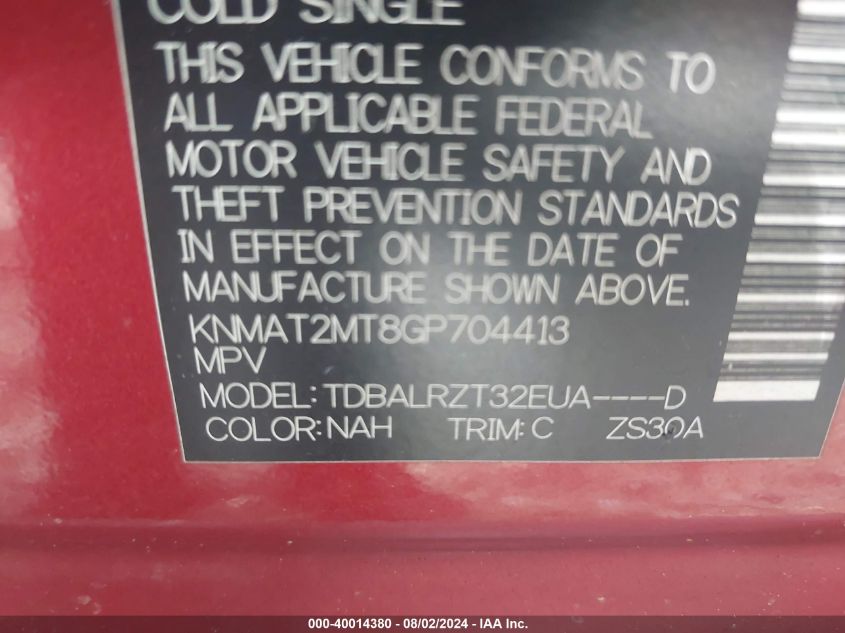 COLD SINGLE
THIS VEHICLE CONFORMS TO
ALL APPLICABLE FEDERAL
MOTOR VEHICLE SAFETY AND
THEFT PREVENTION STANDARDS
IN EFFECT ON THE DATE OF
MANUFACTURE SHOWN ABOVE.
KNMAT2MT8GP704413
MPV
MODEL: TDBALRZT32EUA----D
COLOR: NAH TRIM: C ZS30A
000-40014380 - 08/02/2024 - IAA Inc.